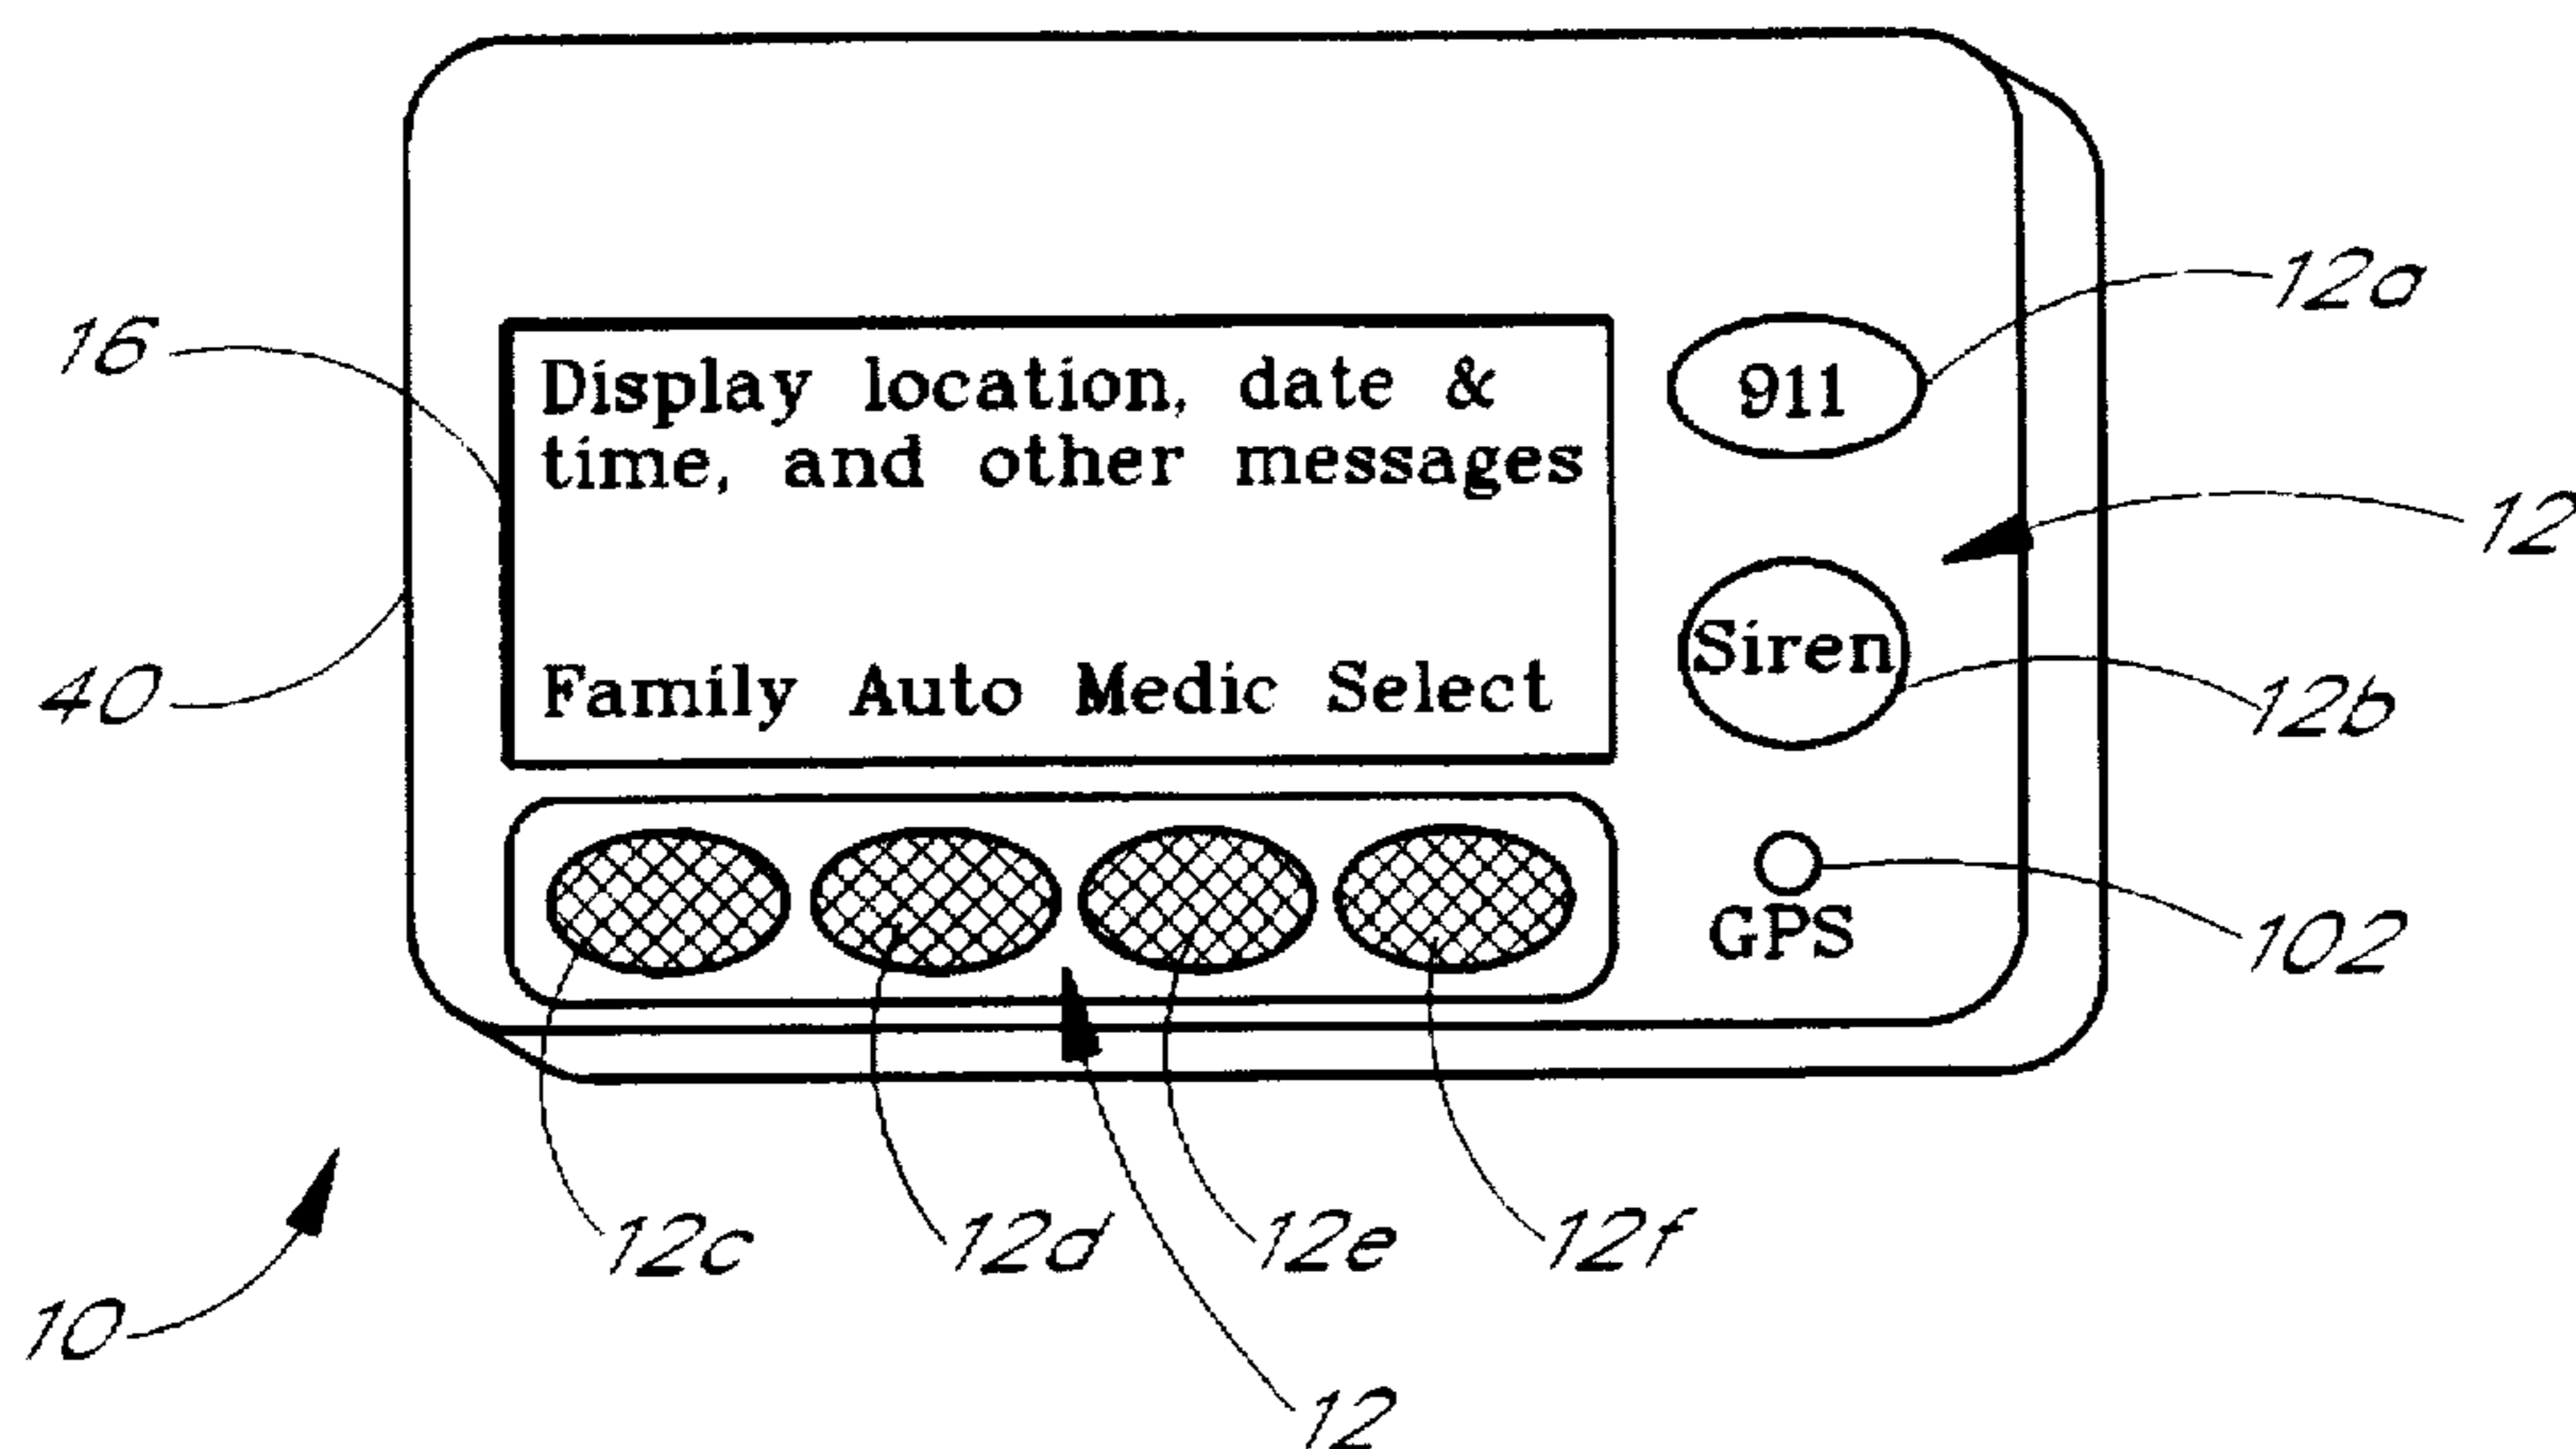 12a
16
Display location, date &
time, and other messages
911
12
Siren
40
Family Auto Medic Select
12b
GPS
102
12c
12d
12e
12f
10
12